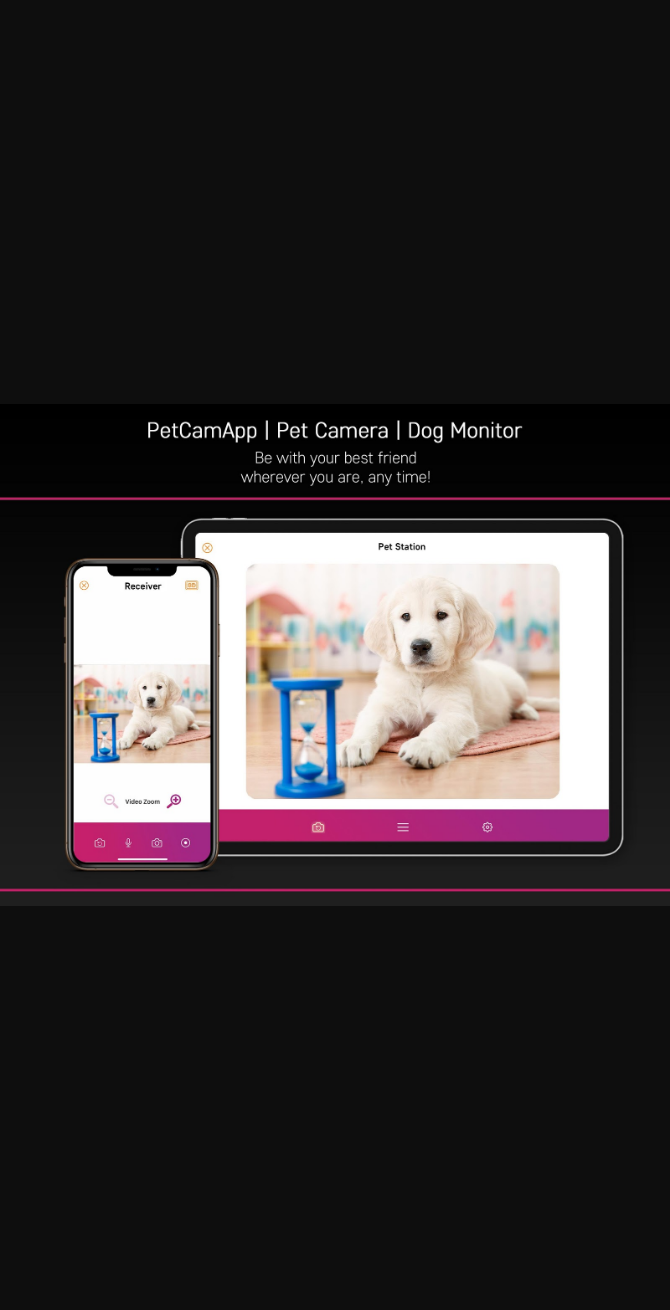 PetCamApp | Pet Camera | Dog Monitor
Be with your best friend
wherever you are, any time!
Pet Station
Receiver
Video Zoom